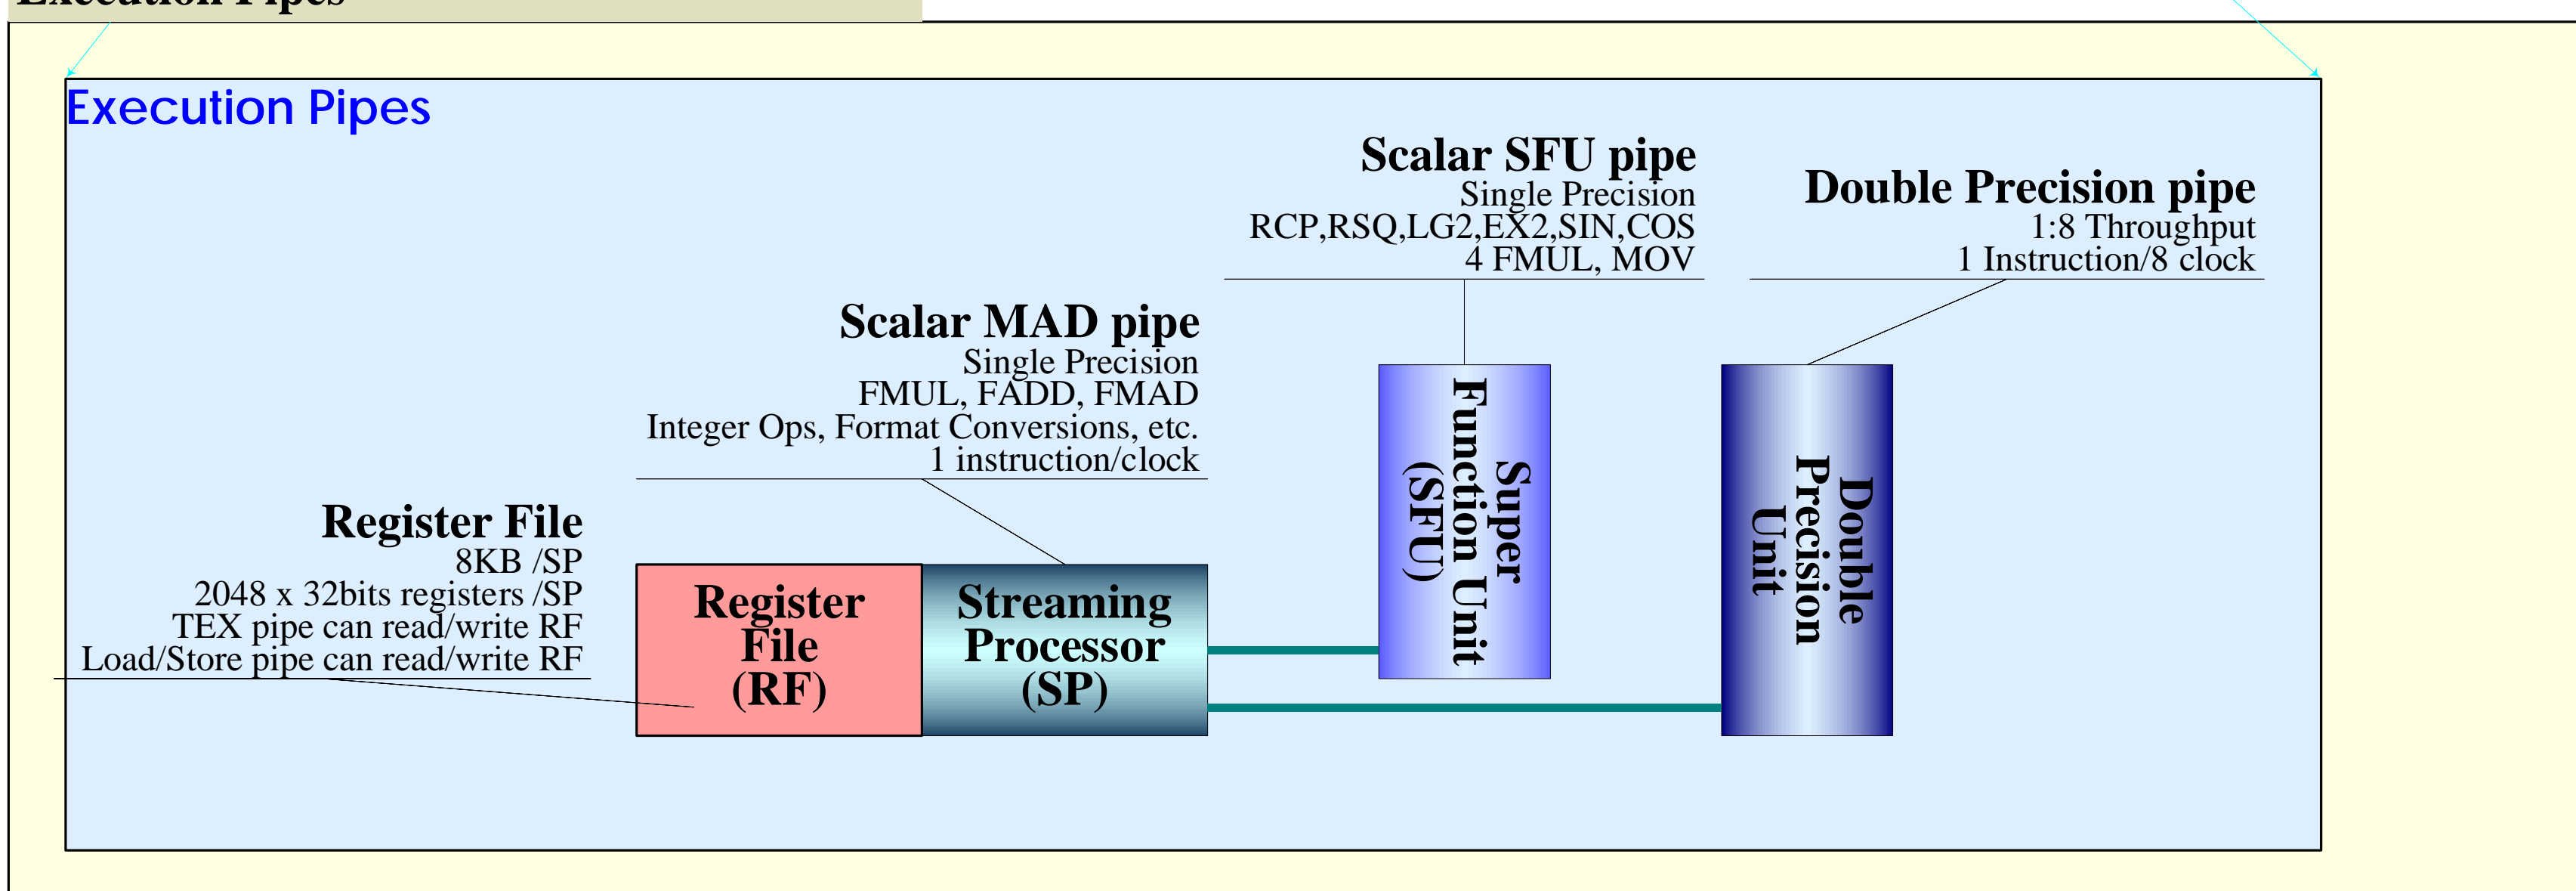 Execution Pipes
Execution Pipes
Scalar SFU pipe
Single Precision
RCP,RSQ,LG2,EX2,SIN,COS
4 FMUL, MOV
Double Precision pipe
1:8 Throughput
1 Instruction/8 clock
Scalar MAD pipe
Single Precision
FMUL, FADD, FMAD
Integer Ops, Format Conversions, etc.
1 instruction/clock
Register File
8KB /SP
2048 x 32bits registers /SP
TEX pipe can read/write RF
Load/Store pipe can read/write RF
Register
File
(RF)
Streaming
Processor
(SP)
Super
Function Unit
(SFU)
Double
Precision
Unit